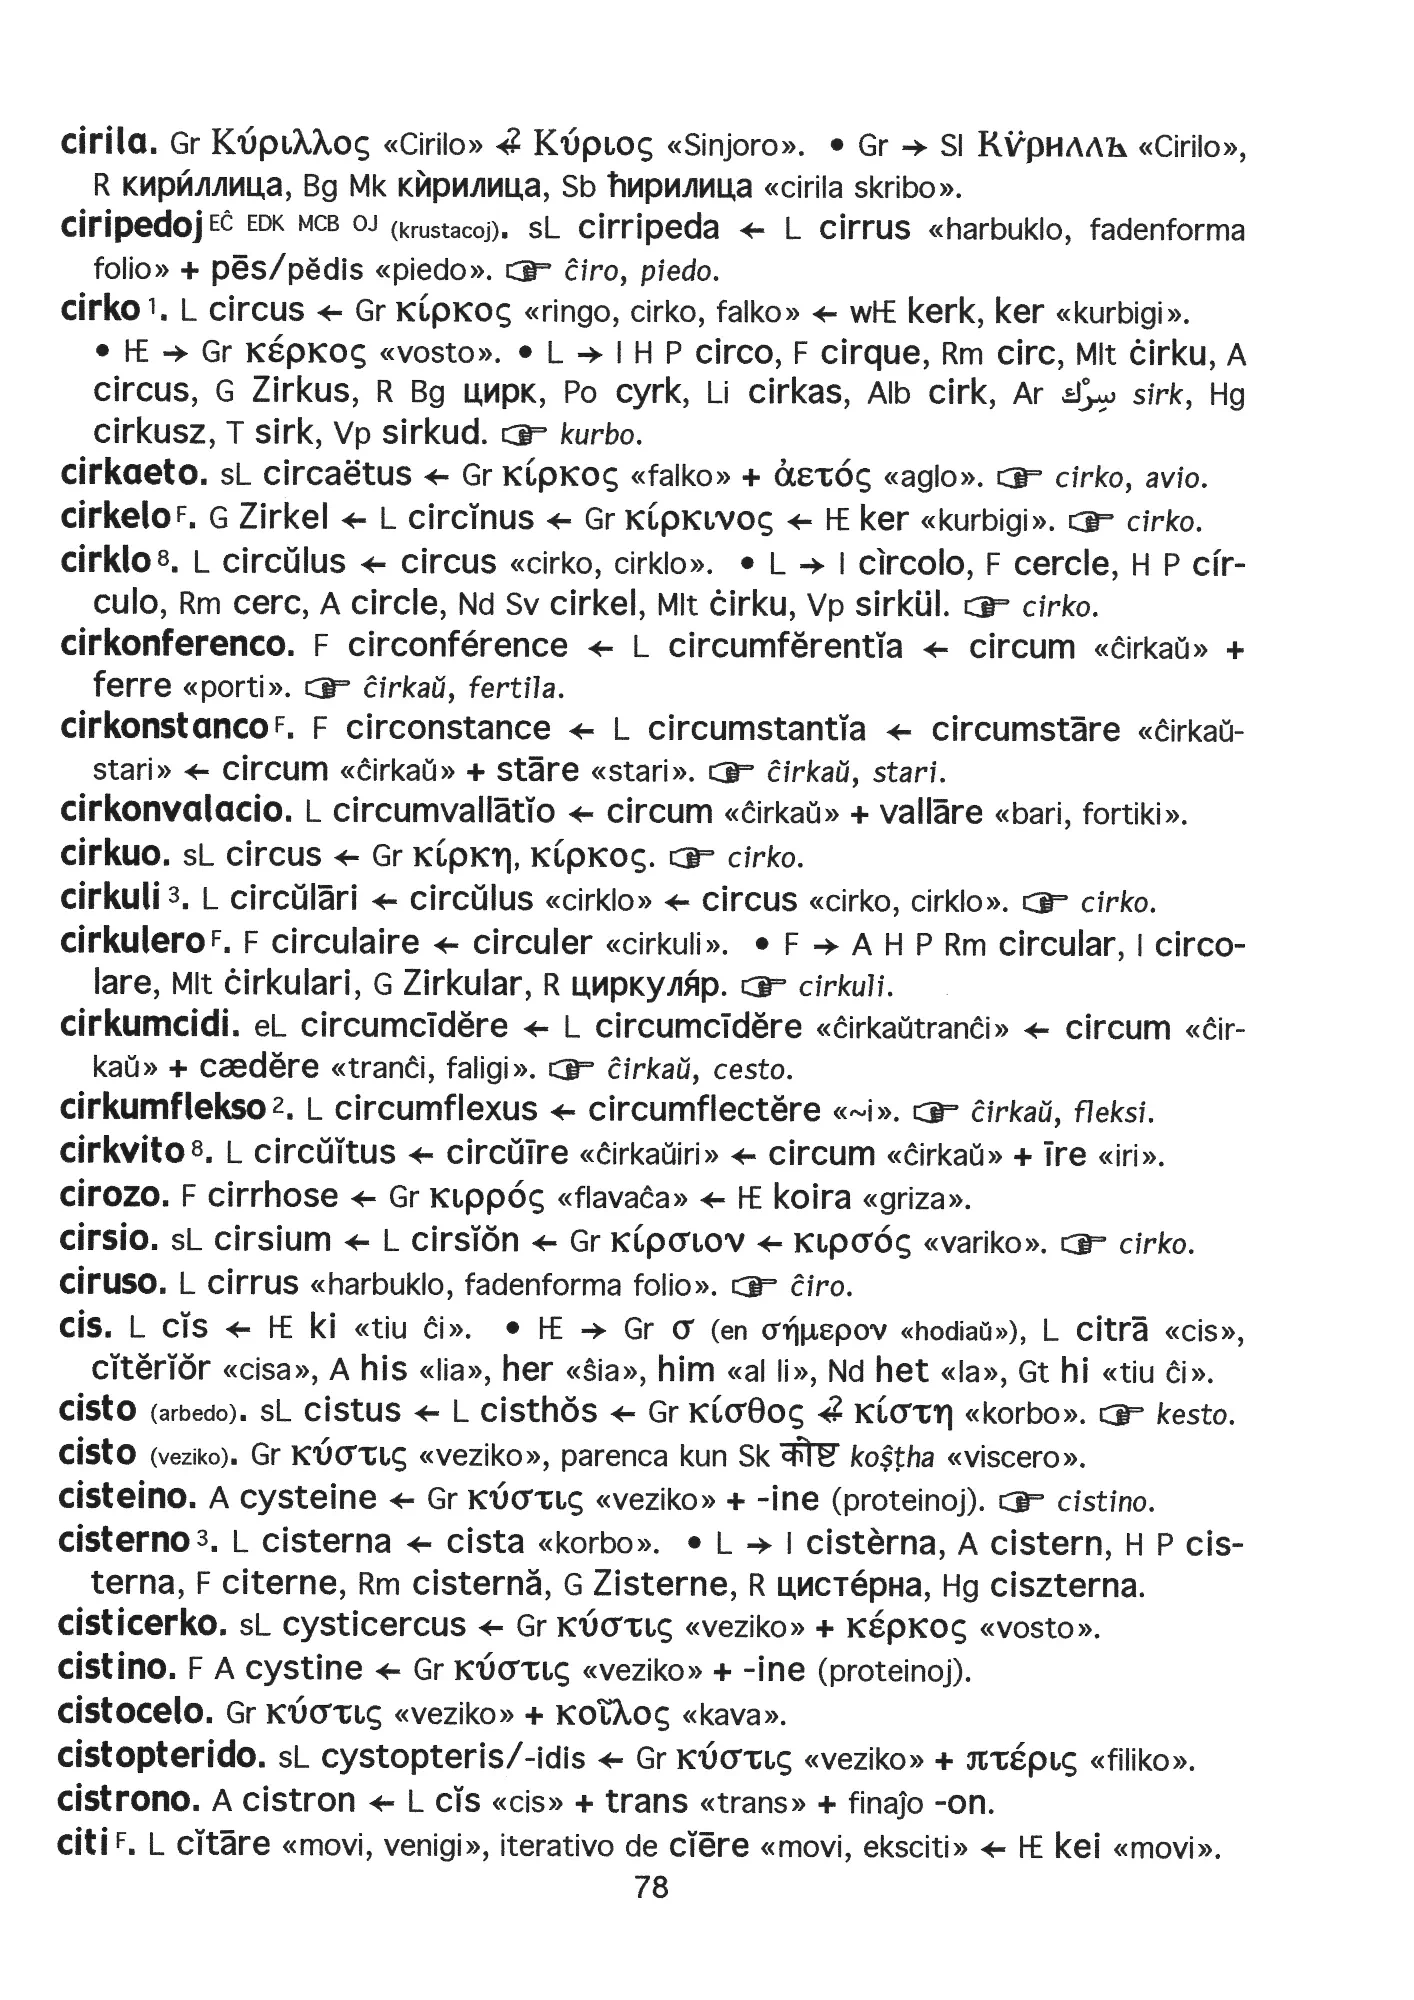 cirila. Gr Κύριλλος «Cirilo» ⚥ Κύριος «Sinjoro». • Gr → Sl Кѷриллъ «Cirilo»,
R кири́ллица, Bg Mk кѝрилица, Sb ћирилица «cirila skribo».
ciripedoj EĈ EDK MCB OJ (krustacoj). sL cirripeda ← L cirrus «harbuklo, fadenforma
folio» + pēs/pĕdis «piedo». ☞ ĉiro, piedo.
cirko 1. L circus ← Gr κίρκος «ringo, cirko, falko» ← wHE kerk, ker «kurbigi».
• HE → Gr κέρκος «vosto». • L → I H P circo, F cirque, Rm circ, Mlt ċirku, A
circus, G Zirkus, R Bg цирк, Po cyrk, Li cirkas, Alb cirk, Ar سِرْك sirk, Hg
cirkusz, T sirk, Vp sirkud. ☞ kurbo.
cirkaeto. sL circaëtus ← Gr κίρκος «falko» + ἀετός «aglo». ☞ cirko, avio.
cirkelo F. G Zirkel ← L circĭnus ← Gr κίρκινος ← HE ker «kurbigi». ☞ cirko.
cirklo 8. L circŭlus ← circus «cirko, cirklo». • L → I cìrcolo, F cercle, H P cír-
culo, Rm cerc, A circle, Nd Sv cirkel, Mlt ċirku, Vp sirkül. ☞ cirko.
cirkonferenco. F circonférence ← L circumfĕrentĭa ← circum «ĉirkaŭ» +
ferre «porti». ☞ ĉirkaŭ, fertila.
cirkonstanco F. F circonstance ← L circumstantĭa ← circumstāre «ĉirkaŭ-
stari» ← circum «ĉirkaŭ» + stāre «stari». ☞ ĉirkaŭ, stari.
cirkonvalacio. L circumvallātĭo ← circum «ĉirkaŭ» + vallāre «bari, fortiki».
cirkuo. sL circus ← Gr κίρκη, κίρκος. ☞ cirko.
cirkuli 3. L circŭlāri ← circŭlus «cirklo» ← circus «cirko, cirklo». ☞ cirko.
cirkulero F. F circulaire ← circuler «cirkuli». • F → A H P Rm circular, I circo-
lare, Mlt ċirkulari, G Zirkular, R циркуля́р. ☞ cirkuli.
cirkumcidi. eL circumcīdĕre ← L circumcīdĕre «ĉirkaŭtranĉi» ← circum «ĉir-
kaŭ» + cædĕre «tranĉi, faligi». ☞ ĉirkaŭ, cesto.
cirkumflekso 2. L circumflexus ← circumflectĕre «~i». ☞ ĉirkaŭ, fleksi.
cirkvito 8. L circŭĭtus ← circŭīre «ĉirkaŭiri» ← circum «ĉirkaŭ» + īre «iri».
cirozo. F cirrhose ← Gr κιρρός «flavaĉa» ← HE koira «griza».
cirsio. sL cirsium ← L cirsĭŏn ← Gr κίρσιον ← κιρσός «variko». ☞ cirko.
ciruso. L cirrus «harbuklo, fadenforma folio». ☞ ĉiro.
cis. L cĭs ← HE ki «tiu ĉi». • HE → Gr σ (en σήμερον «hodiaŭ»), L citrā «cis»,
cĭtĕrĭŏr «cisa», A his «lia», her «ŝia», him «al li», Nd het «la», Gt hi «tiu ĉi».
cisto (arbedo). sL cistus ← L cisthŏs ← Gr κίσθος ⚥ κίστη «korbo». ☞ kesto.
cisto (veziko). Gr κύστις «veziko», parenca kun Sk कोष्ठ koṣṭha «viscero».
cisteino. A cysteine ← Gr κύστις «veziko» + -ine (proteinoj). ☞ cistino.
cisterno 3. L cisterna ← cista «korbo». • L → I cistèrna, A cistern, H P cis-
terna, F citerne, Rm cisternă, G Zisterne, R цисте́рна, Hg ciszterna.
cisticerko. sL cysticercus ← Gr κύστις «veziko» + κέρκος «vosto».
cistino. F A cystine ← Gr κύστις «veziko» + -ine (proteinoj).
cistocelo. Gr κύστις «veziko» + κοῖλος «kava».
cistopterido. sL cystopteris/-idis ← Gr κύστις «veziko» + πτέρις «filiko».
cistrono. A cistron ← L cĭs «cis» + trans «trans» + finaĵo -on.
citi F. L cĭtāre «movi, venigi», iterativo de cĭēre «movi, eksciti» ← HE kei «movi».
78